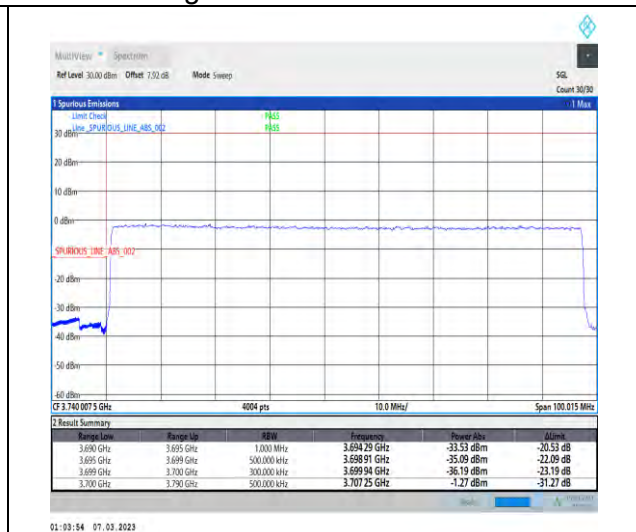 MultiView Spectrum
Ref Level 30.00 dBm Offset 7.92 dB Mode Sweep SGL
Count 30/30
1 Spurious Emissions 1 Max
Limit Check PASS
Line _SPURIOUS_LINE_ABS_002 PASS
30 dBm
20 dBm
10 dBm
0 dBm
SPURIOUS_LINE_ABS_002
-20 dBm
-30 dBm
-40 dBm
-50 dBm
-60 dBm
CF 3.740 007 5 GHz 4004 pts 10.0 MHz/ Span 100.015 MHz
2 Result Summary
Range Low Range Up RBW Frequency Power Abs ΔLimit
3.690 GHz 3.695 GHz 1.000 MHz 3.694 29 GHz -33.53 dBm -20.53 dB
3.695 GHz 3.699 GHz 500.000 kHz 3.698 91 GHz -35.09 dBm -22.09 dB
3.699 GHz 3.700 GHz 300.000 kHz 3.699 94 GHz -36.19 dBm -23.19 dB
3.700 GHz 3.790 GHz 500.000 kHz 3.707 25 GHz -1.27 dBm -31.27 dB
01:03:54 07.03.2023